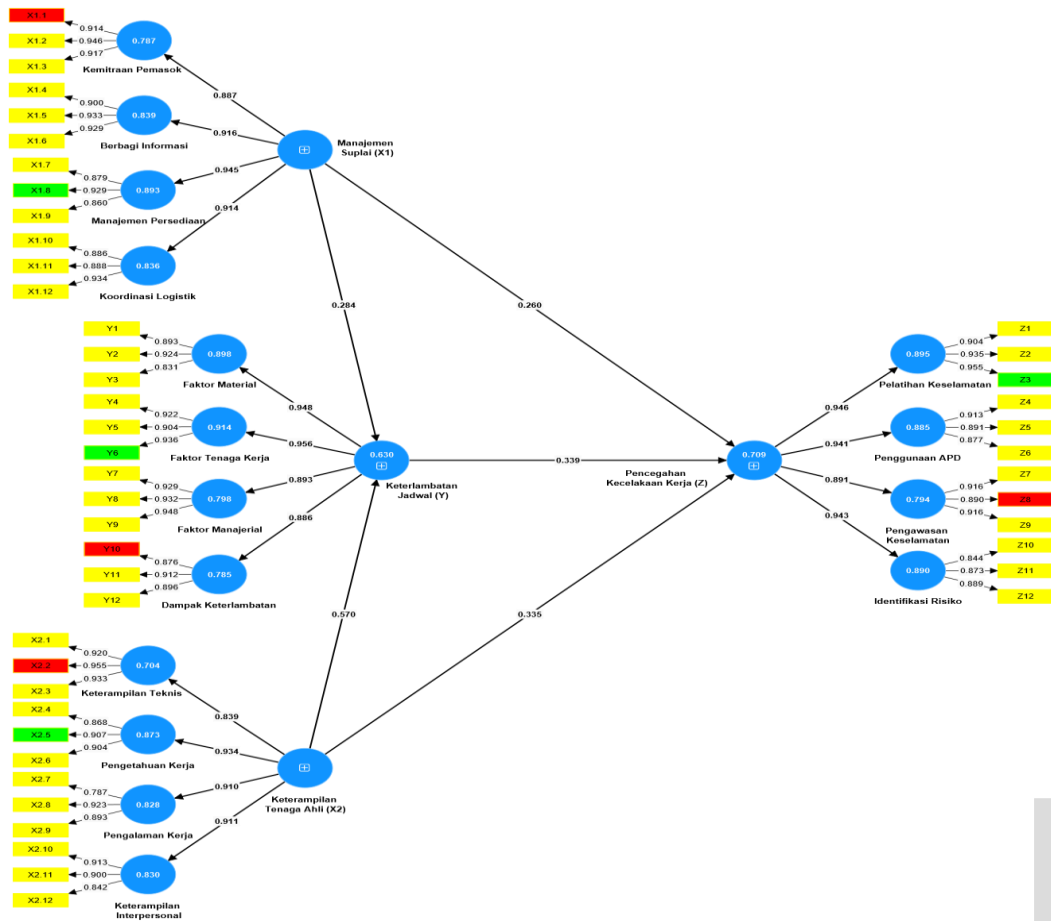 X1.1
0.914
X1.2
0.946
0.787
X1.3
0.917
Kemitraan Pemasok
X1.4
0.900
X1.5
0.933
0.839
X1.6
0.929
Berbagi Informasi
X1.7
0.879
X1.8
0.929
0.893
X1.9
0.860
Manajemen Persediaan
X1.10
0.886
X1.11
0.888
0.836
X1.12
0.934
Koordinasi Logistik
0.887
0.916
0.945
0.914
Manajemen
Suplai (X1)
0.284
0.260
Y1
0.893
Y2
0.924
0.898
Y3
0.831
Faktor Material
Y4
0.922
Y5
0.904
0.914
Y6
0.936
Faktor Tenaga Kerja
Y7
0.929
Y8
0.932
0.798
Y9
0.948
Faktor Manajerial
Y10
0.876
Y11
0.912
0.785
Y12
0.896
Dampak Keterlambatan
0.948
0.956
0.893
0.886
0.630
Keterlambatan
Jadwal (Y)
0.339
0.570
0.335
0.709
Pencegahan
Kecelakaan Kerja (Z)
0.946
0.941
0.891
0.943
0.895
0.904
Z1
0.935
Z2
0.955
Z3
Pelatihan Keselamatan
0.885
0.913
Z4
0.891
Z5
0.877
Z6
Penggunaan APD
0.794
0.916
Z7
0.890
Z8
0.916
Z9
Pengawasan
Keselamatan
0.890
0.844
Z10
0.873
Z11
0.889
Z12
Identifikasi Risiko
X2.1
0.920
X2.2
0.955
0.704
X2.3
0.933
Keterampilan Teknis
X2.4
0.868
X2.5
0.907
0.873
X2.6
0.904
Pengetahuan Kerja
X2.7
0.787
X2.8
0.923
0.828
X2.9
0.893
Pengalaman Kerja
X2.10
0.913
X2.11
0.900
0.830
X2.12
0.842
Keterampilan
Interpersonal
0.839
0.934
0.910
0.911
Keterampilan
Tenaga Ahli (X2)